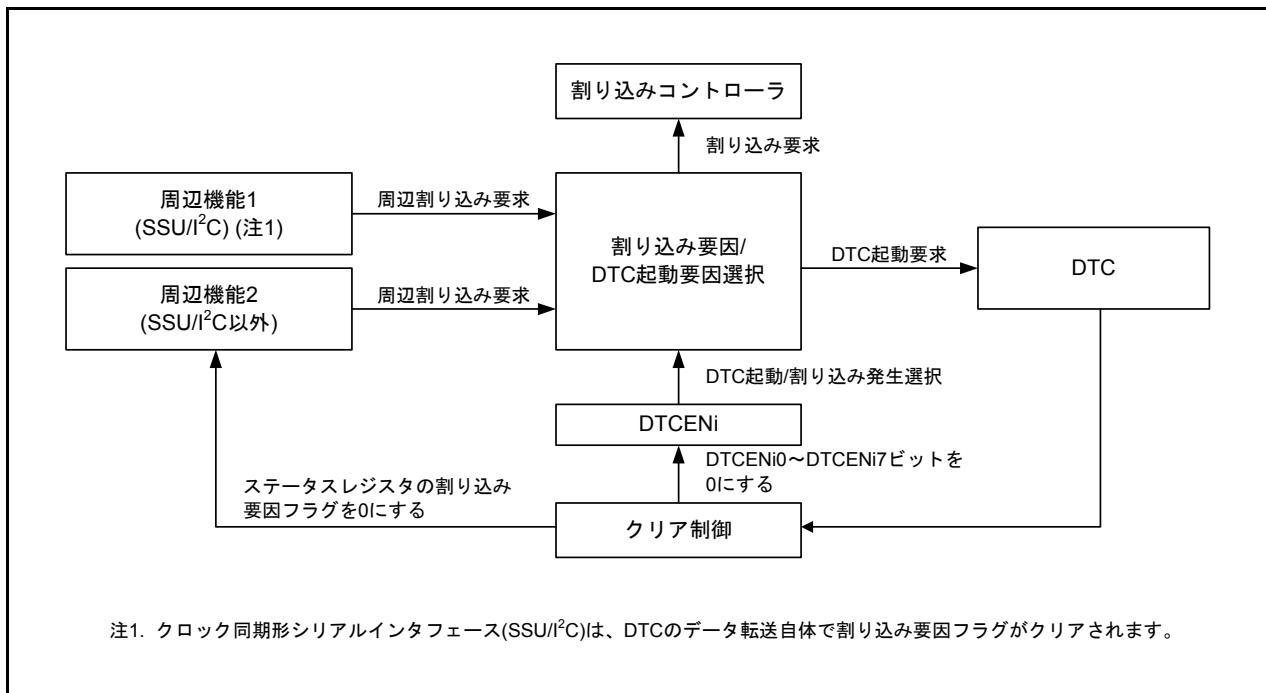 割り込みコントローラ
割り込み要求
周辺機能1
(SSU/I²C) (注1)
周辺割り込み要求
割り込み要因/
DTC起動要因選択
DTC起動要求
DTC
周辺機能2
(SSU/I²C以外)
周辺割り込み要求
DTC起動/割り込み発生選択
DTCENi
DTCENi0～DTCENi7ビットを
0にする
ステータスレジスタの割り込み
要因フラグを0にする
クリア制御
注1. クロック同期形シリアルインタフェース(SSU/I²C)は、DTCのデータ転送自体で割り込み要因フラグがクリアされます。